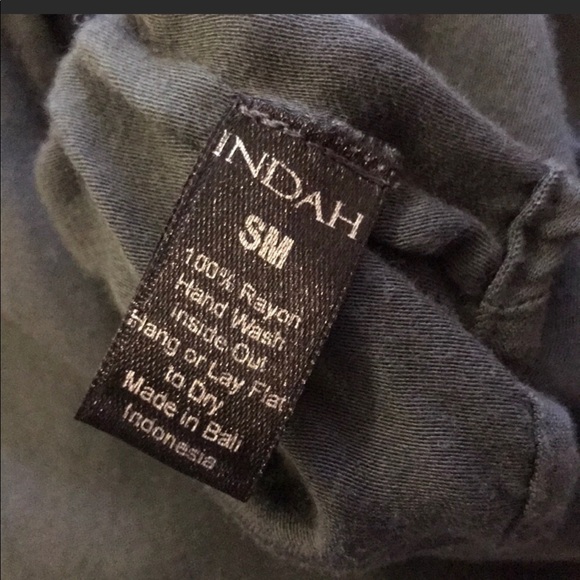 INDAH
SM
100% Rayon
Hand Wash
Inside Out
Hang or Lay Flat
to Dry
Made in Bali
Indonesia